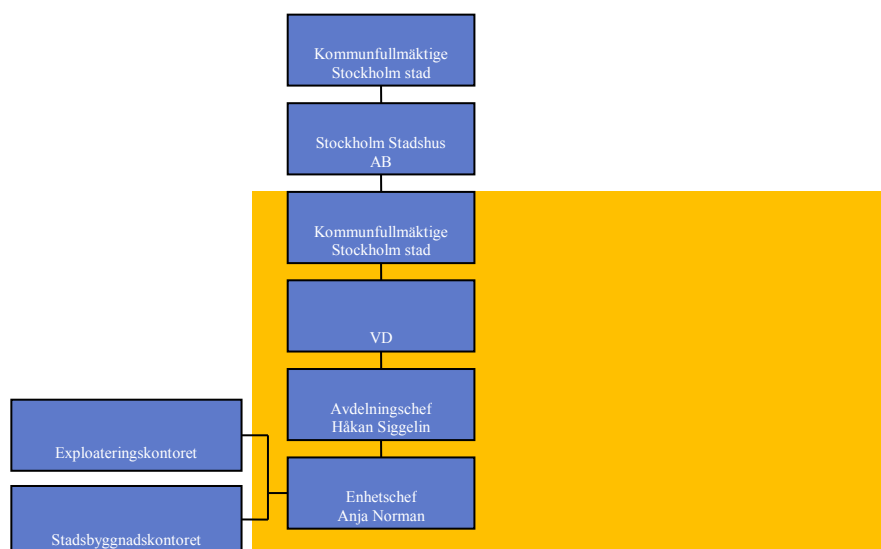 Kommunfullmäktige
Stockholm stad
Stockholm Stadshus
AB
Kommunfullmäktige
Stockholm stad
VD
Avdelningschef
Håkan Siggelin
Exploateringskontoret
Enhetschef
Anja Norman
Stadsbyggnadskontoret